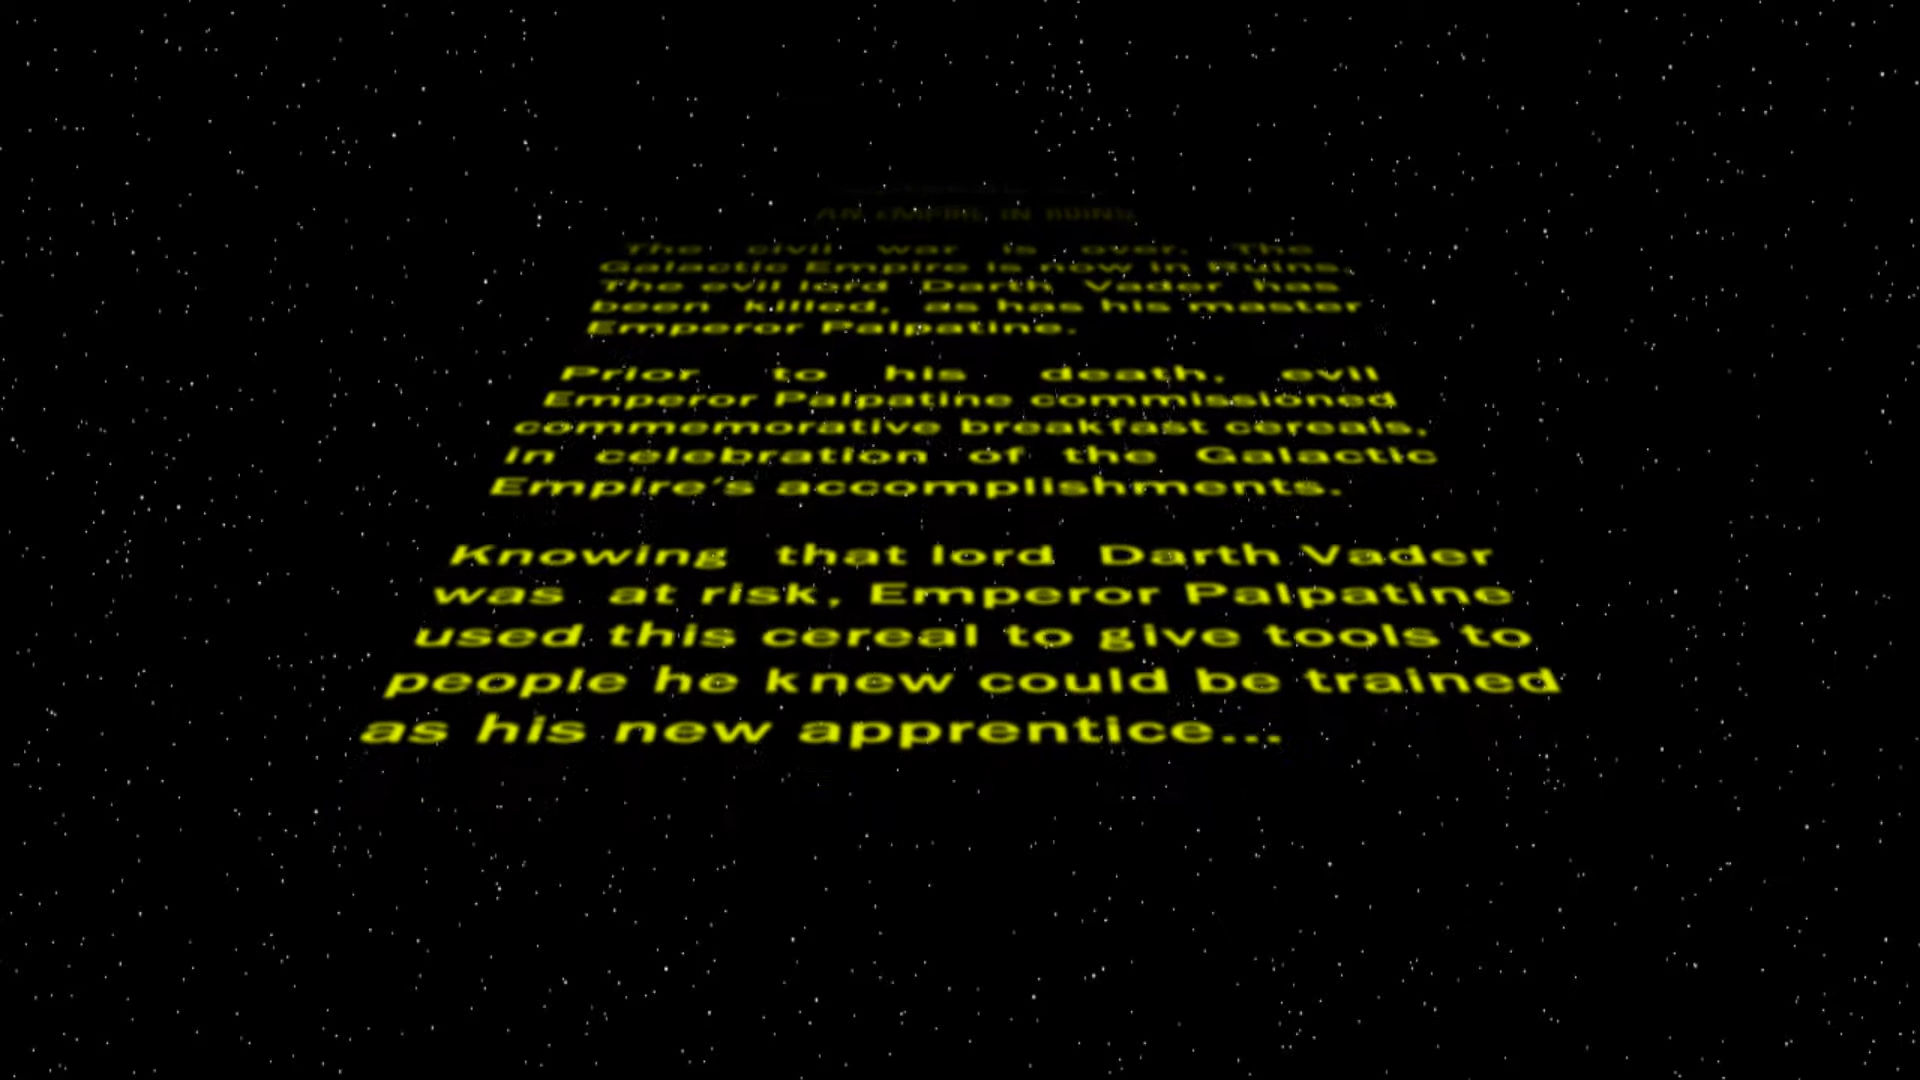 AN EMPIRE IN RUINS
The civil war is over. The
Galactic Empire is now in Ruins.
The evil lord Darth Vader has
been killed, as has his master
Emperor Palpatine.
Prior to his death, evil
Emperor Palpatine commissioned
commemorative breakfast cereals,
in celebration of the Galactic
Empire's accomplishments.
Knowing that lord Darth Vader
was at risk, Emperor Palpatine
used this cereal to give tools to
people he knew could be trained
as his new apprentice...